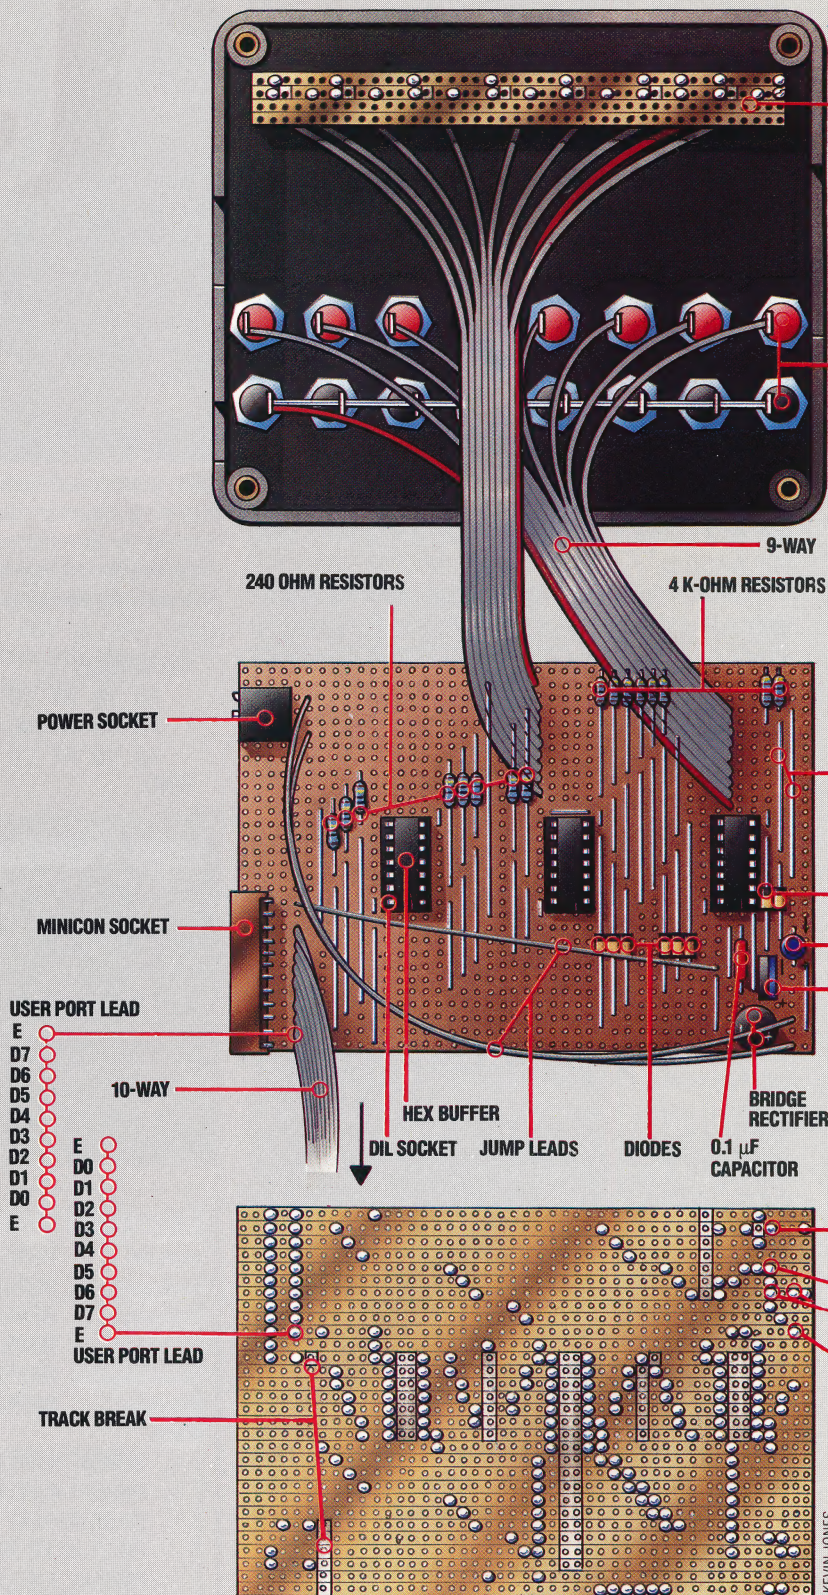 9-WAY
240 OHM RESISTORS
4 K-OHM RESISTORS
POWER SOCKET
MINICON SOCKET
USER PORT LEAD
E
D7
D6
D5
D4
D3
D2
D1
D0
E
10-WAY
HEX BUFFER
DIL SOCKET
JUMP LEADS
DIODES
0.1 µF
CAPACITOR
BRIDGE
RECTIFIER
E
D0
D1
D2
D3
D4
D5
D6
D7
E
USER PORT LEAD
TRACK BREAK
JONES